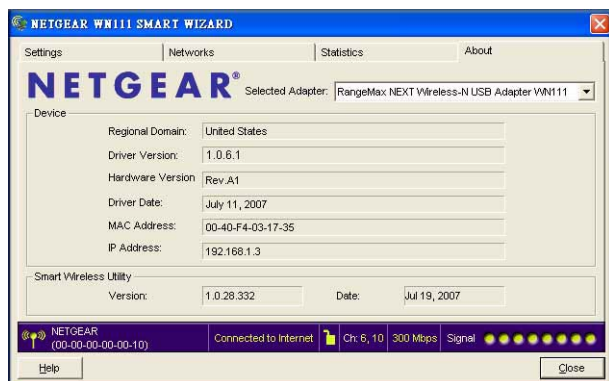 NETGEAR WN111 SMART WIZARD
Settings Networks Statistics About
NETGEAR® Selected Adapter: RangeMax NEXT Wireless-N USB Adapter WN111
Device
Regional Domain: United States
Driver Version: 1.0.6.1
Hardware Version Rev.A1
Driver Date: July 11, 2007
MAC Address: 00-40-F4-03-17-35
IP Address: 192.168.1.3
Smart Wireless Utility
Version: 1.0.28.332 Date: Jul 19, 2007
NETGEAR
(00-00-00-00-00-10) Connected to Internet Ch: 6, 10 300 Mbps Signal
Help Close